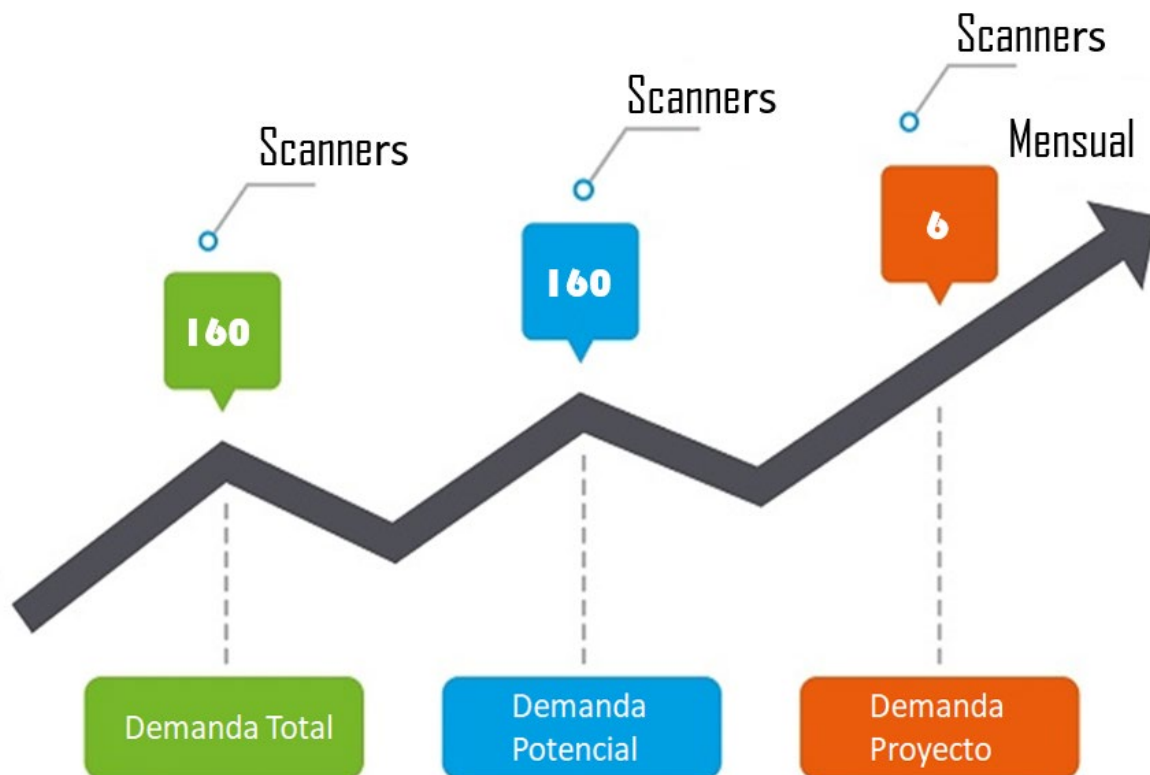 Scanners
160
Demanda Total
Scanners
160
Demanda
Potencial
Scanners
Mensual
6
Demanda
Proyecto